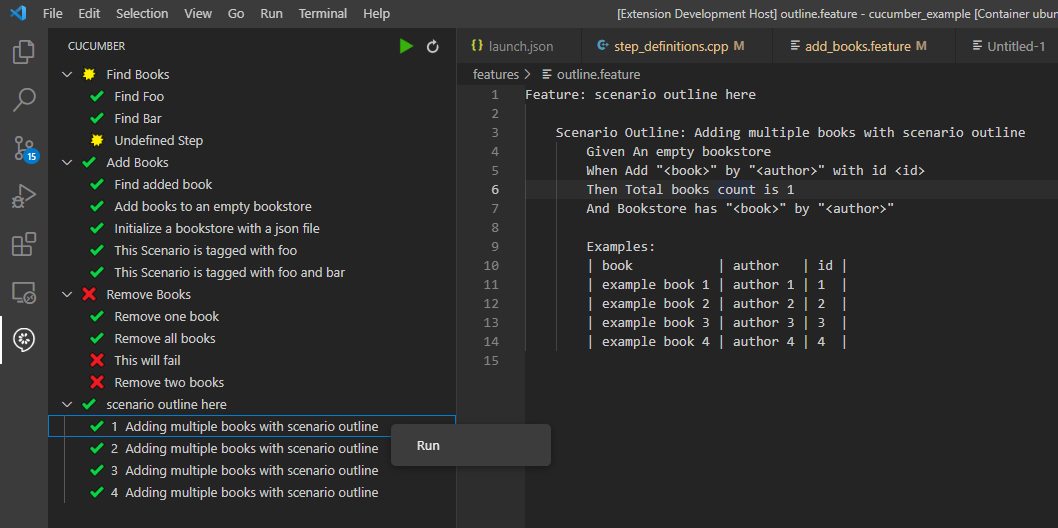 File Edit Selection View Go Run Terminal Help [Extension Development Host] outline.feature - cucumber_example [Container ubun
CUCUMBER
Find Books
Find Foo
Find Bar
Undefined Step
Add Books
Find added book
Add books to an empty bookstore
Initialize a bookstore with a json file
This Scenario is tagged with foo
This Scenario is tagged with foo and bar
Remove Books
Remove one book
Remove all books
This will fail
Remove two books
scenario outline here
1 Adding multiple books with scenario outline
2 Adding multiple books with scenario outline
3 Adding multiple books with scenario outline
4 Adding multiple books with scenario outline
15
Run
{} launch.json step_definitions.cpp M add_books.feature M Untitled-1
features > outline.feature
1 Feature: scenario outline here
2
3 Scenario Outline: Adding multiple books with scenario outline
4 Given An empty bookstore
5 When Add "<book>" by "<author>" with id <id>
6 Then Total books count is 1
7 And Bookstore has "<book>" by "<author>"
8
9 Examples:
10 | book | author | id |
11 | example book 1 | author 1 | 1 |
12 | example book 2 | author 2 | 2 |
13 | example book 3 | author 3 | 3 |
14 | example book 4 | author 4 | 4 |
15